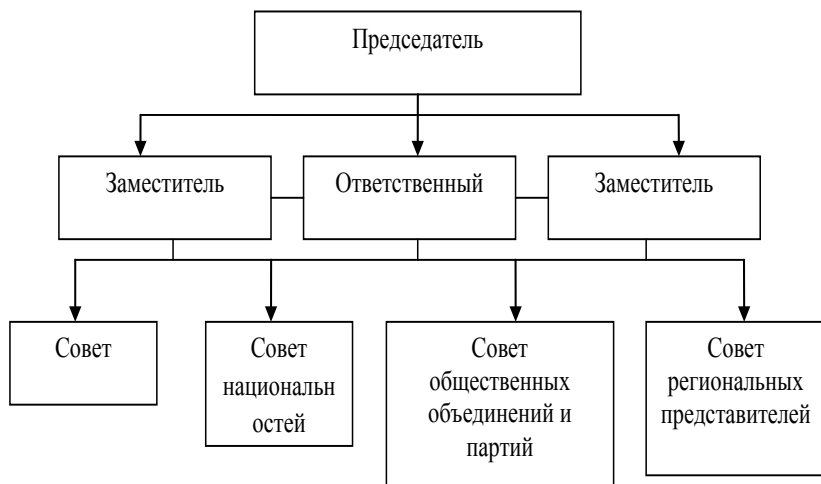 Председатель
Заместитель
Ответственный
Заместитель
Совет
Совет
национальн
остей
Совет
общественных
объединений и
партий
Совет
региональных
представителей